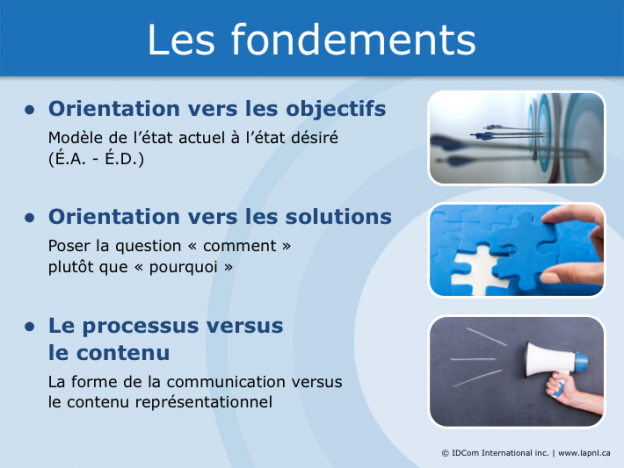 Les fondements
• Orientation vers les objectifs
Modèle de l’état actuel à l’état désiré
(É.A. - É.D.)
• Orientation vers les solutions
Poser la question « comment »
plutôt que « pourquoi »
• Le processus versus
le contenu
La forme de la communication versus
le contenu représentationnel
© IDCom International inc. | www.lapnl.ca